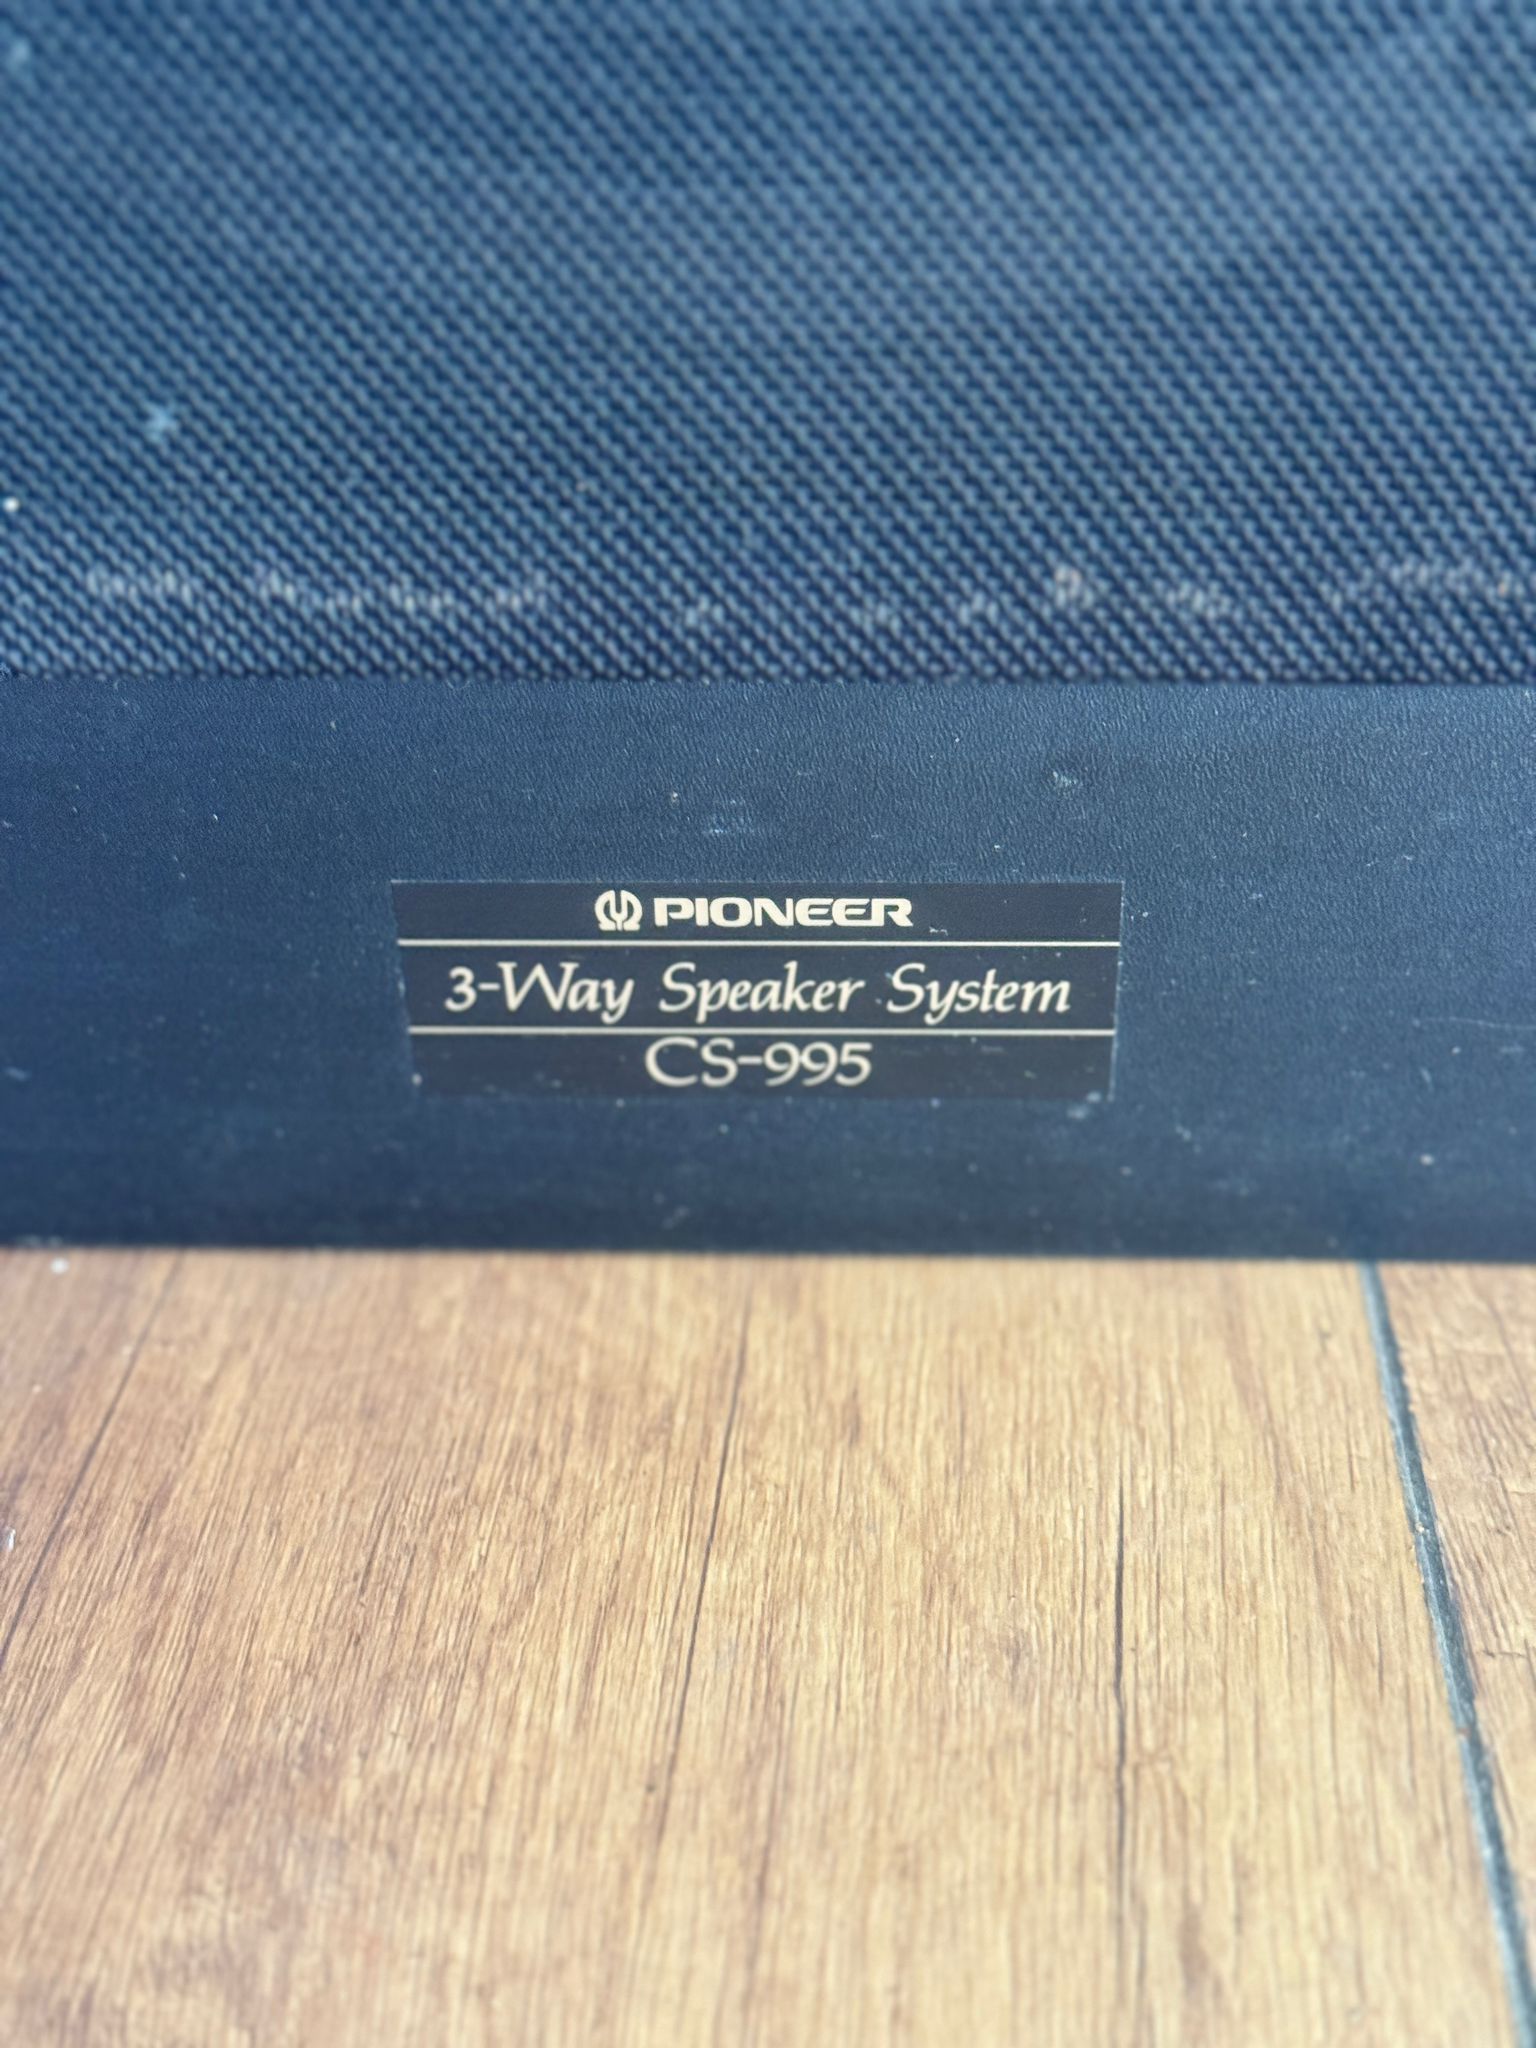 PIONEER
3-Way Speaker System
CS-995